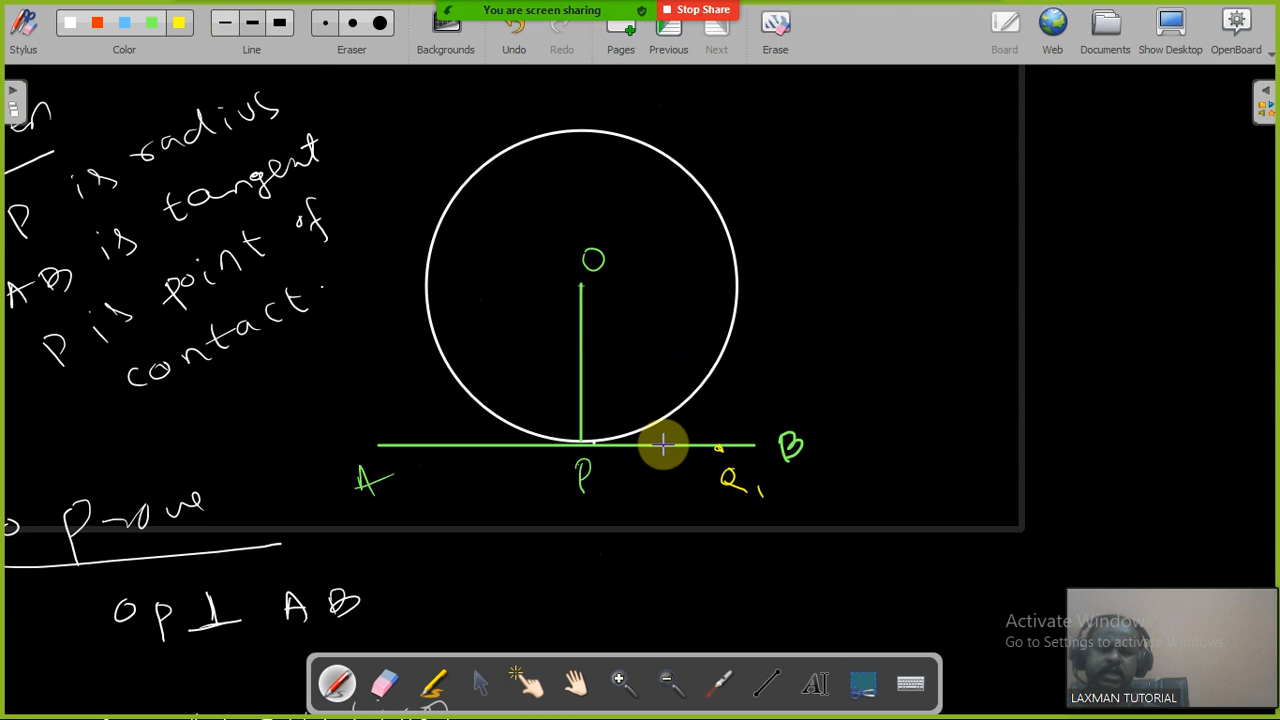 You are screen sharing
Stop Share
Stylus
Color
Line
Eraser
Backgrounds
Undo
Redo
Pages
Previous
Next
Erase
Board
Web
Documents
Show Desktop
OpenBoard
en
P is radius
AB is tangent
P is point of
contact.
O
A
P
Q1
B
o Prove
OP ⊥ AB
Activate Windows
Go to Settings to activate Windows.
LAXMAN TUTORIAL